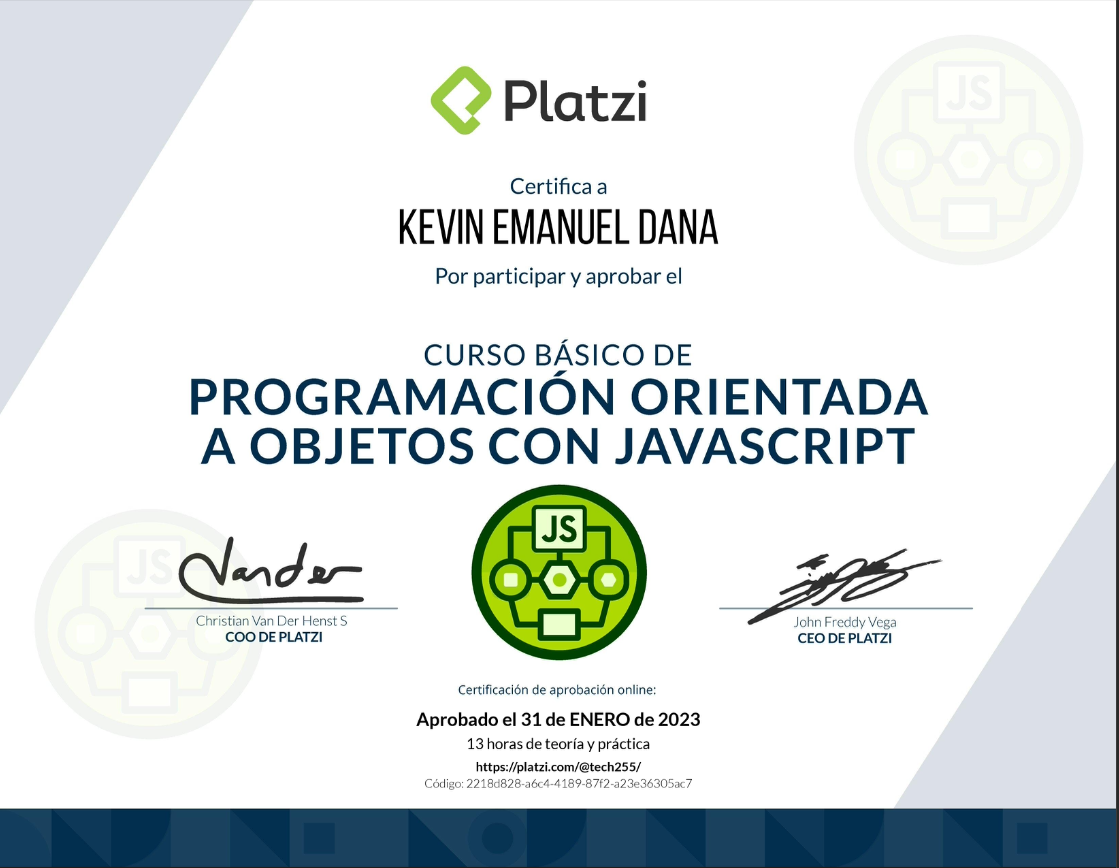 Platzi
Certifica a
KEVIN EMANUEL DANA
Por participar y aprobar el
CURSO BÁSICO DE
PROGRAMACIÓN ORIENTADA
A OBJETOS CON JAVASCRIPT
JS
JS
JS
Vander
Christian Van Der Henst S
COO DE PLATZI
John Freddy Vega
CEO DE PLATZI
Certificación de aprobación online:
Aprobado el 31 de ENERO de 2023
13 horas de teoría y práctica
https://platzi.com/@tech255/
Código: 2218d828-a6c4-4189-87f2-a23e36305ac7